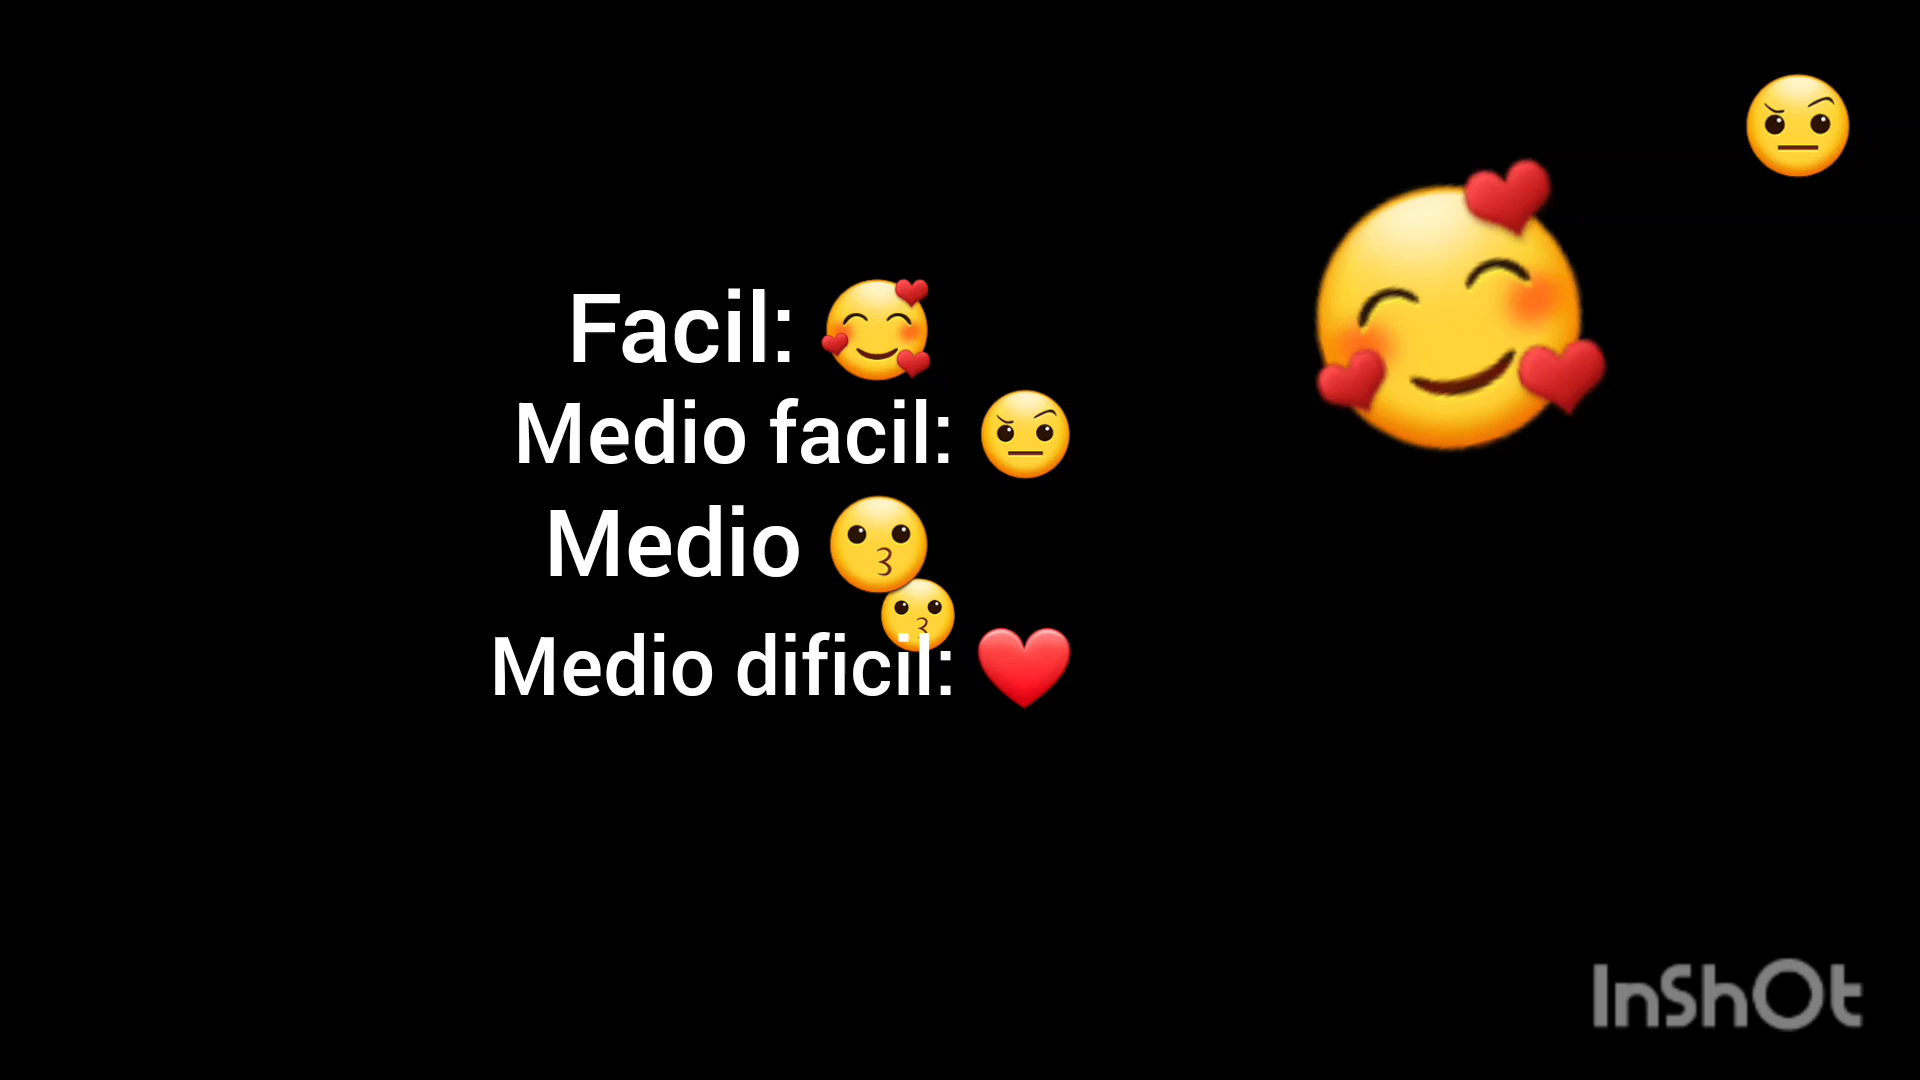 Facil: 🥰
Medio facil: 🤨
Medio 😗
Medio dificil: ❤️
InShOt